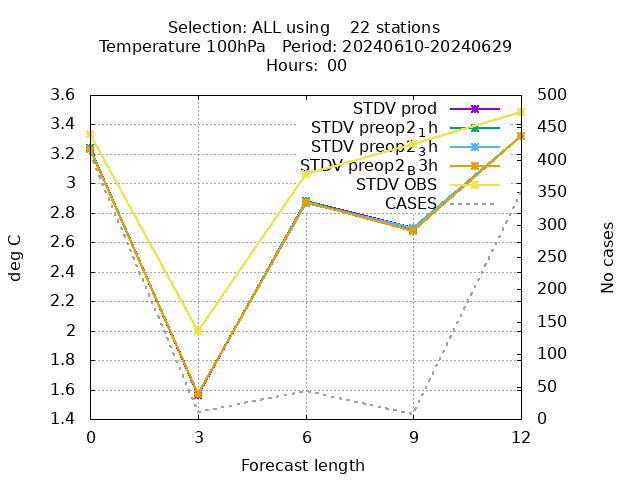 Selection: ALL using    22 stations
Temperature 100hPa   Period: 20240610-20240629
Hours: 00
3.6
3.4
3.2
3
2.8
2.6
2.4
2.2
2
1.8
1.6
1.4
deg C
500
450
400
350
300
250
200
150
100
50
0
No cases
STDV prod
STDV preop2₁h
STDV preop2₃h
STDV preop2_B3h
STDV OBS
CASES
0 3 6 9 12
Forecast length